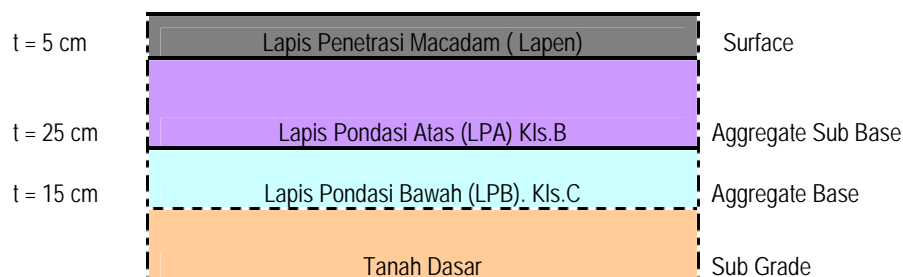 t = 5 cm Lapis Penetrasi Macadam ( Lapen) Surface
t = 25 cm Lapis Pondasi Atas (LPA) Kls.B Aggregate Sub Base
t = 15 cm Lapis Pondasi Bawah (LPB). Kls.C Aggregate Base
Tanah Dasar Sub Grade